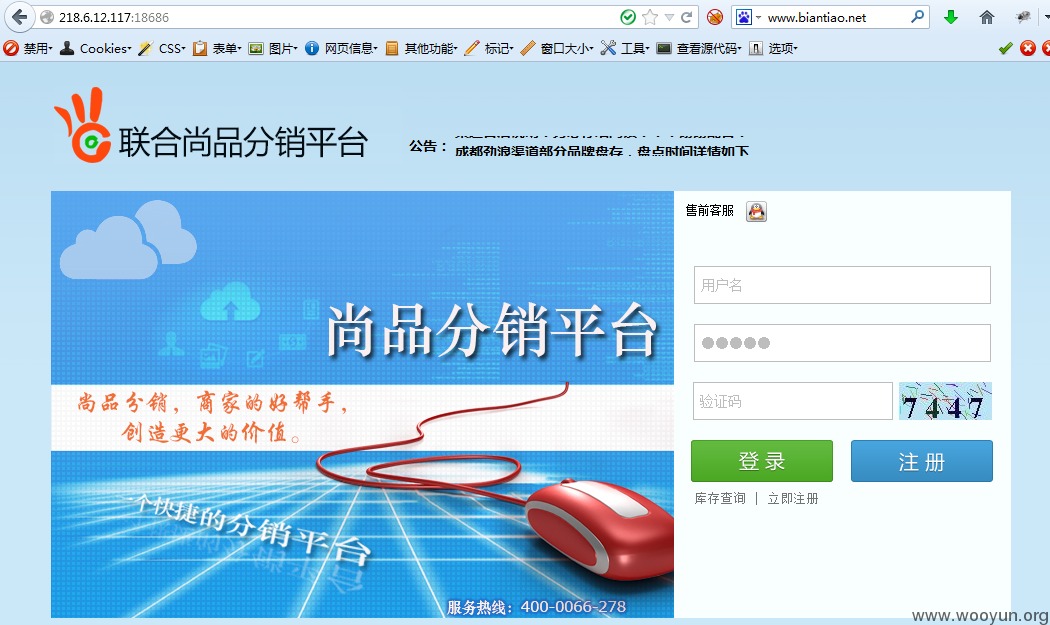 218.6.12.117:18686
www.biantiao.net
禁用 Cookies CSS 表单 图片 网页信息 其他功能 标记 窗口大小 工具 查看源代码 选项
联合尚品分销平台
公告：
成都劲浪渠道部分品牌盘存，盘点时间详情如下
售前客服
用户名
尚品分销平台
验证码
7447
尚品分销，商家的好帮手，
创造更大的价值。
登 录
注 册
库存查询 | 立即注册
一个快捷的分销平台
服务热线：400-0066-278
www.wooyun.org